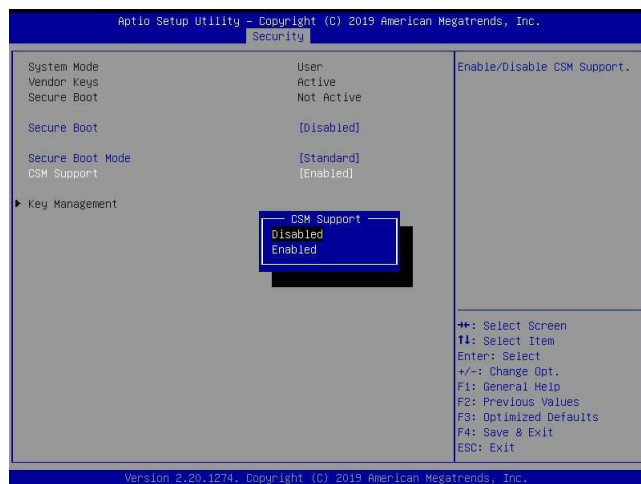 Aptio Setup Utility – Copyright (C) 2019 American Megatrends, Inc.
Security
System Mode User
Vendor Keys Active
Secure Boot Not Active
Secure Boot [Disabled]
Secure Boot Mode [Standard]
CSM Support [Enabled]
Key Management
CSM Support
Disabled
Enabled
Enable/Disable CSM Support.
→←: Select Screen
↑↓: Select Item
Enter: Select
+/-: Change Opt.
F1: General Help
F2: Previous Values
F3: Optimized Defaults
F4: Save & Exit
ESC: Exit
Version 2.20.1274. Copyright (C) 2019 American Megatrends, Inc.